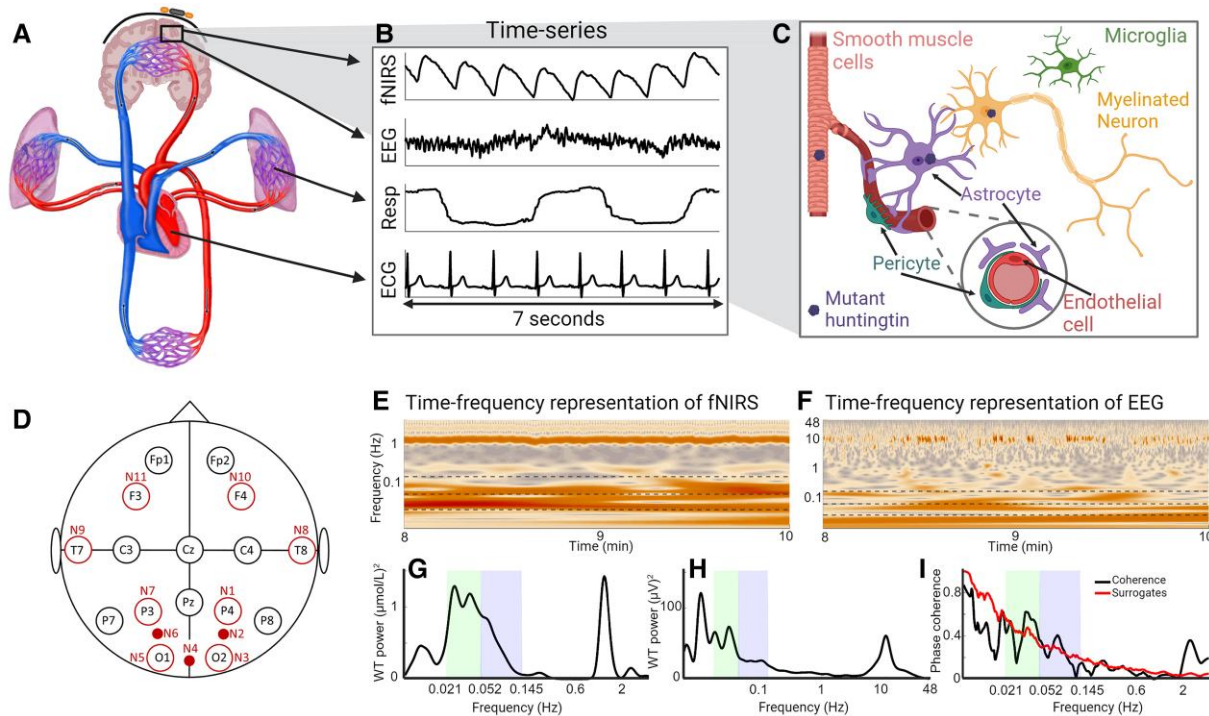 A
B
Time-series
fNIRS
EEG
Resp
ECG
7 seconds
C
Smooth muscle
cells
Microglia
Myelinated
Neuron
Astrocyte
Pericyte
Mutant
huntingtin
Endothelial
cell
D
Fp1
Fp2
N11
N10
F3
F4
N9
N8
T7
C3
Cz
C4
T8
N7
N1
Pz
P7
P3
P4
P8
N6
N2
N5
O1
N4
O2
N3
E
Time-frequency representation of fNIRS
Frequency (Hz)
1
0.1
8
9
10
Time (min)
F
Time-frequency representation of EEG
48
10
1
0.1
8
9
10
Time (min)
G
WT power (µmol/L)²
1
0
0.021
0.052
0.145
0.6
2
Frequency (Hz)
H
WT power (µV)²
100
0
0.1
1
10
48
Frequency (Hz)
I
Phase coherence
0.8
0.4
0
Coherence
Surrogates
0.021
0.052
0.145
0.6
2
Frequency (Hz)